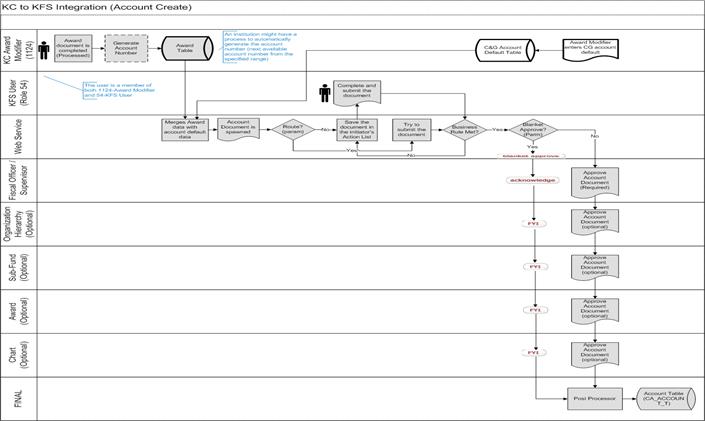 KC to KFS Integration (Account Create)
KC Award
Modifier
(1124)
Award
document is
completed
(Processed)
Generate
Account
Number
Award
Table
An institution might have a
process to automatically
generate the account
number (next available
account number from the
specified range)
C&G Account
Default Table
Award Modifier
enters CG account
default
KFS User
(Role 54)
The user is a member of
both 1124-Award Modifier
and 54-KFS User
Complete and
submit the
document
Web Service
Merges Award
data with
account default
data
Account
Document is
spawned
Route?
(param)
No
Yes
Save the
document in
the initiator's
Action List
Try to
submit the
document
Business
Rule Met?
No
Yes
Blanket
Approve?
(Parm)
No
Yes
blanket approve
Fiscal Officer /
Supervisor
acknowledge
Approve
Account
Document
(Required)
Organization
Hierarchy
(Optional)
FYI
Approve
Account
Document
(optional)
Sub-Fund
(Optional)
FYI
Approve
Account
Document
(optional)
Award
(Optional)
FYI
Approve
Account
Document
(optional)
Chart
(Optional)
FYI
Approve
Account
Document
(optional)
FINAL
Post Processor
Account Table
(CA_ACCOUN
T_T)